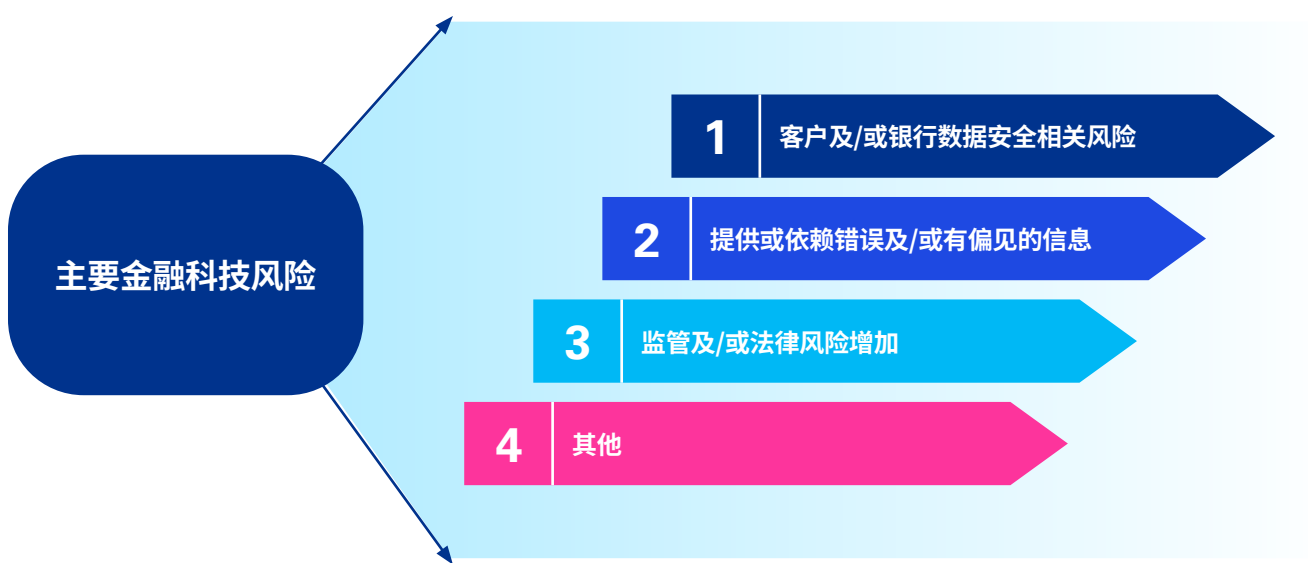 主要金融科技风险
1 客户及/或银行数据安全相关风险
2 提供或依赖错误及/或有偏见的信息
3 监管及/或法律风险增加
4 其他